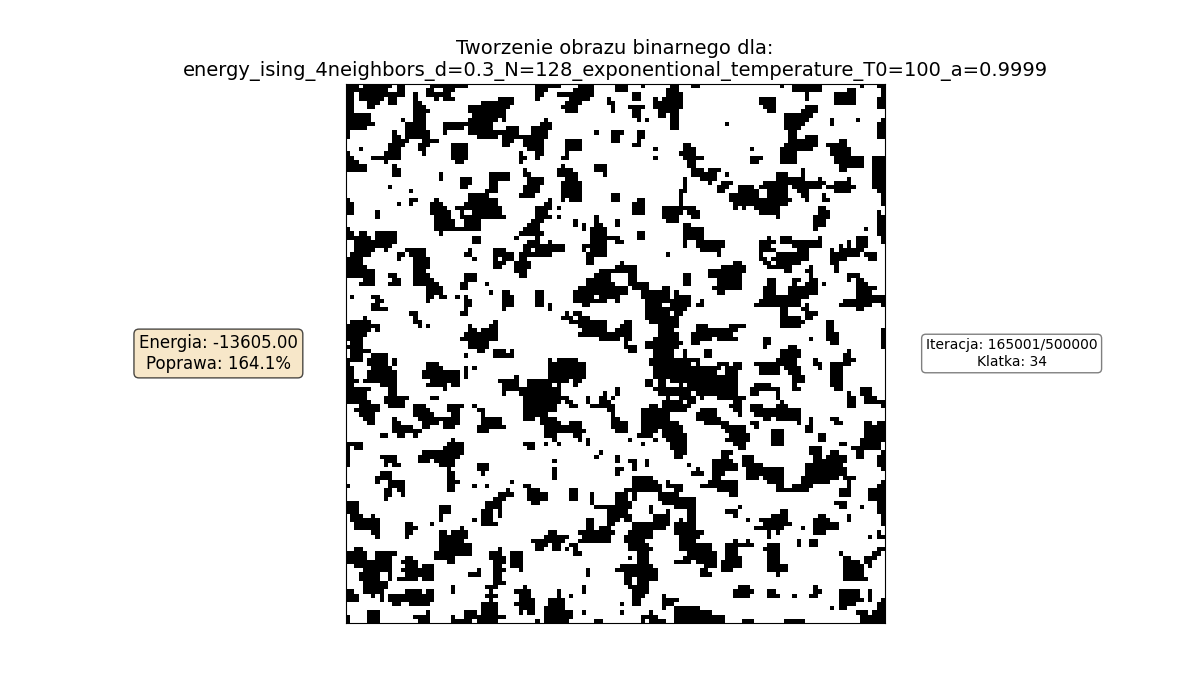 Tworzenie obrazu binarnego dla:
energy_ising_4neighbors_d=0.3_N=128_exponentional_temperature_T0=100_a=0.9999
Energia: -13605.00
Poprawa: 164.1%
Iteracja: 165001/500000
Klatka: 34